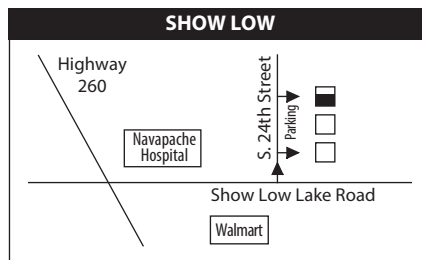 SHOW LOW
Highway
260
S. 24th Street
Parking
Navapache
Hospital
Show Low Lake Road
Walmart